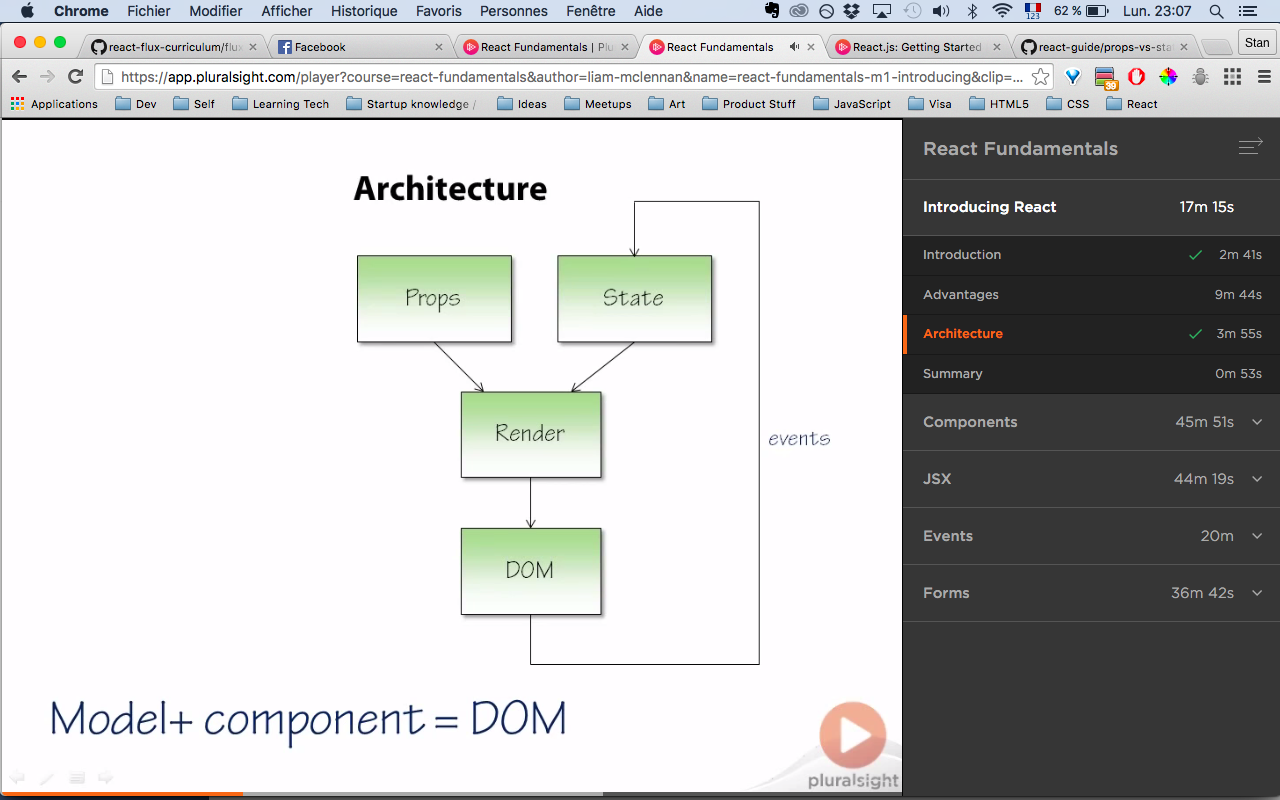 Chrome Fichier Modifier Afficher Historique Favoris Personnes Fenêtre Aide 123 62 % Lun. 23:07
react-flux-curriculum/flux Facebook React Fundamentals | Plu React Fundamentals React.js: Getting Started react-guide/props-vs-sta Stan
https://app.pluralsight.com/player?course=react-fundamentals&author=liam-mclennan&name=react-fundamentals-m1-introducing&clip=... 39
Applications Dev Self Learning Tech Startup knowledge / Ideas Meetups Art Product Stuff JavaScript Visa HTML5 CSS React
Architecture
Props
State
Render
events
DOM
Model+ component = DOM
pluralsight
React Fundamentals
Introducing React 17m 15s
Introduction 2m 41s
Advantages 9m 44s
Architecture 3m 55s
Summary 0m 53s
Components 45m 51s
JSX 44m 19s
Events 20m
Forms 36m 42s